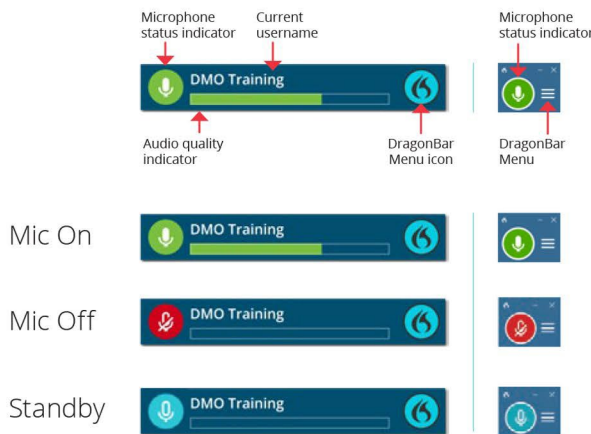 Microphone
status indicator
Current
username
Microphone
status indicator
DMO Training
Audio quality
indicator
DragonBar
Menu icon
DragonBar
Menu
Mic On
DMO Training
Mic Off
DMO Training
Standby
DMO Training